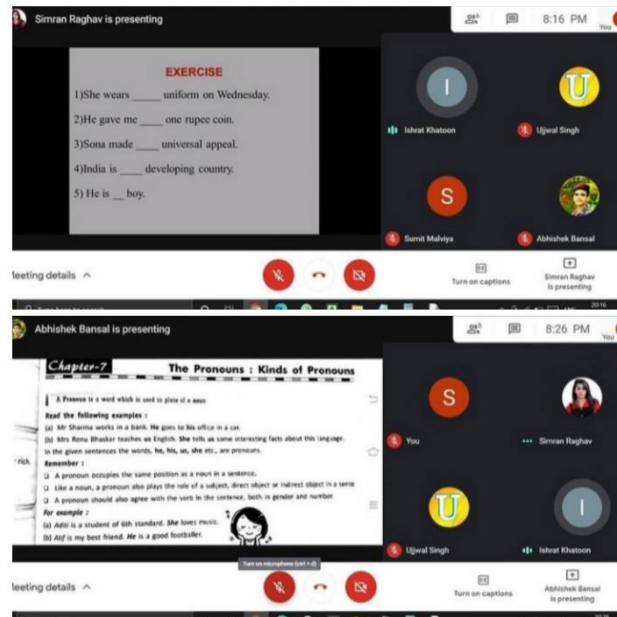 Simran Raghav is presenting
8:16 PM
You
EXERCISE
1)She wears _____ uniform on Wednesday.
2)He gave me ____ one rupee coin.
3)Sona made ____ universal appeal.
4)India is ____ developing country.
5) He is __ boy.
I
U
Ishrat Khatoon
Ujjwal Singh
S
Sumit Malviya
Abhishek Bansal
Meeting details
Turn on captions
Simran Raghav
is presenting
20:16
Abhishek Bansal is presenting
8:26 PM
You
Chapter-7
The Pronouns : Kinds of Pronouns
A Pronoun is a word which is used in place of a noun.
Read the following examples :
(a) Mr Sharma works in a bank. He goes to his office in a car.
(b) Mrs Renu Bhaskar teaches us English. She tells us some interesting facts about this language.
In the given sentences the words, he, his, us, she etc., are pronouns.
rich.
Remember :
A pronoun occupies the same position as a noun in a sentence.
Like a noun, a pronoun also plays the role of a subject, direct object or indirect object in a sente
A pronoun should also agree with the verb in the sentence, both in gender and number.
For example :
(a) Aditi is a student of 6th standard. She loves music.
(b) Atif is my best friend. He is a good footballer.
S
You
Simran Raghav
U
I
Ujjwal Singh
Ishrat Khatoon
Turn on microphone (ctrl + d)
Meeting details
Turn on captions
Abhishek Bansal
is presenting